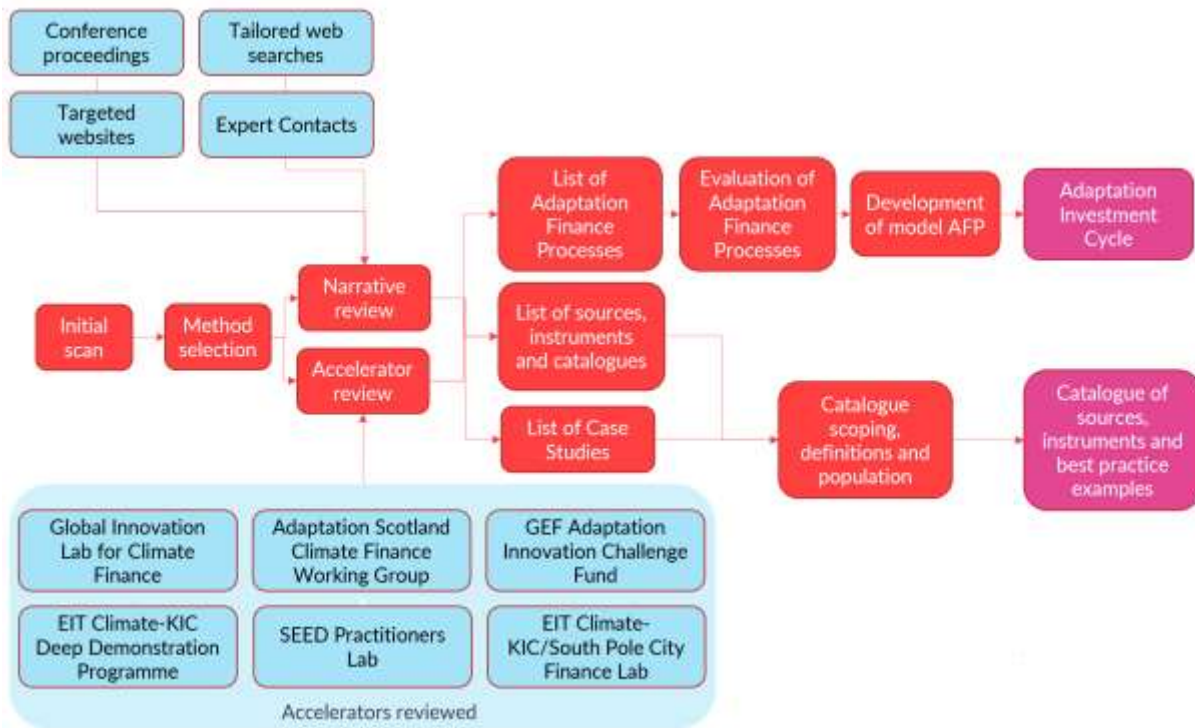 Conference
proceedings
Tailored web
searches
Targeted
websites
Expert Contacts
List of
Adaptation
Finance
Processes
Evaluation of
Adaptation
Finance
Processes
Development
of model AFP
Adaptation
Investment
Cycle
Initial
scan
Method
selection
Narrative
review
Accelerator
review
List of sources,
instruments
and catalogues
List of Case
Studies
Catalogue
scoping,
definitions and
population
Catalogue of
sources,
instruments and
best practice
examples
Global Innovation
Lab for Climate
Finance
Adaptation Scotland
Climate Finance
Working Group
GEF Adaptation
Innovation Challenge
Fund
EIT Climate-KIC
Deep Demonstration
Programme
SEED Practitioners
Lab
EIT Climate-
KIC/South Pole City
Finance Lab
Accelerators reviewed